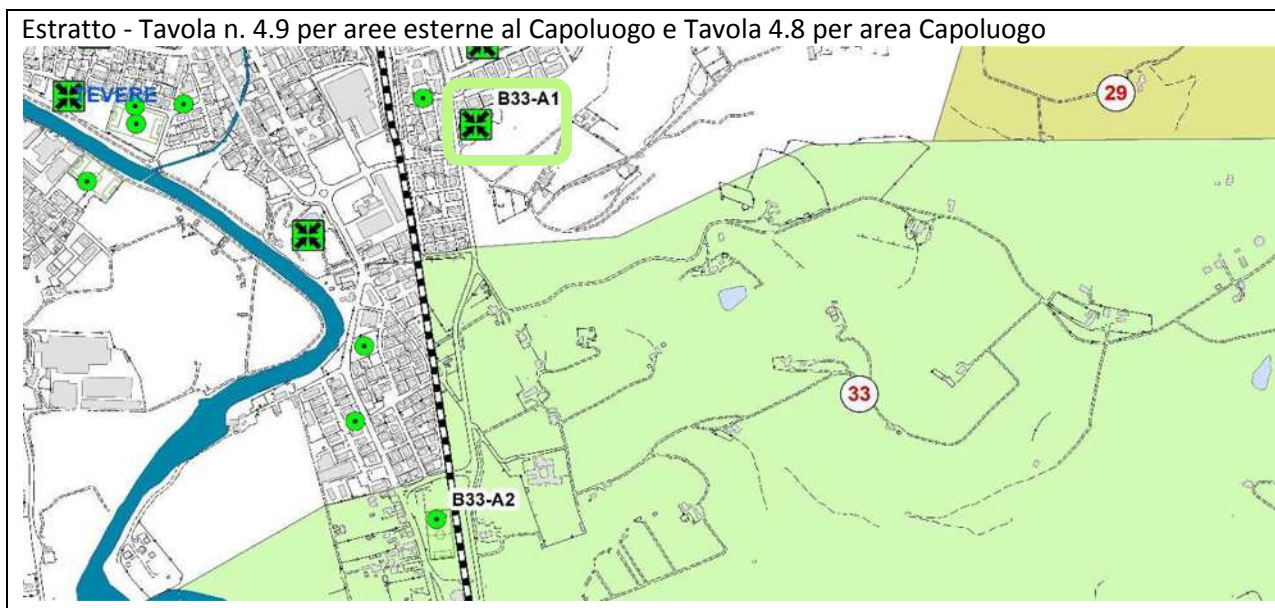 Estratto - Tavola n. 4.9 per aree esterne al Capoluogo e Tavola 4.8 per area Capoluogo
TEVERE
B33-A1
29
33
B33-A2